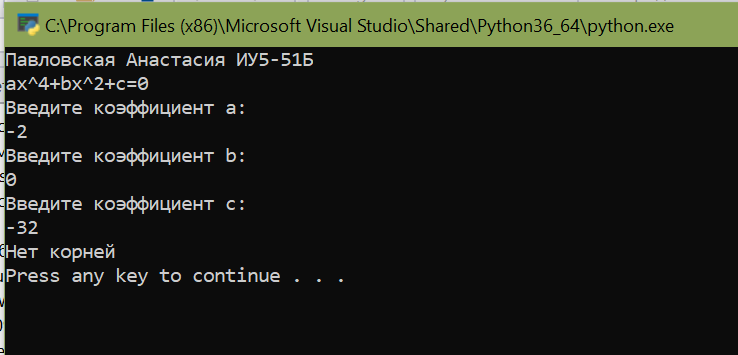 C:\Program Files (x86)\Microsoft Visual Studio\Shared\Python36_64\python.exe
Павловская Анастасия ИУ5-51Б
ax^4+bx^2+c=0
Введите коэффициент a:
-2
Введите коэффициент b:
0
Введите коэффициент c:
-32
Нет корней
Press any key to continue . . .